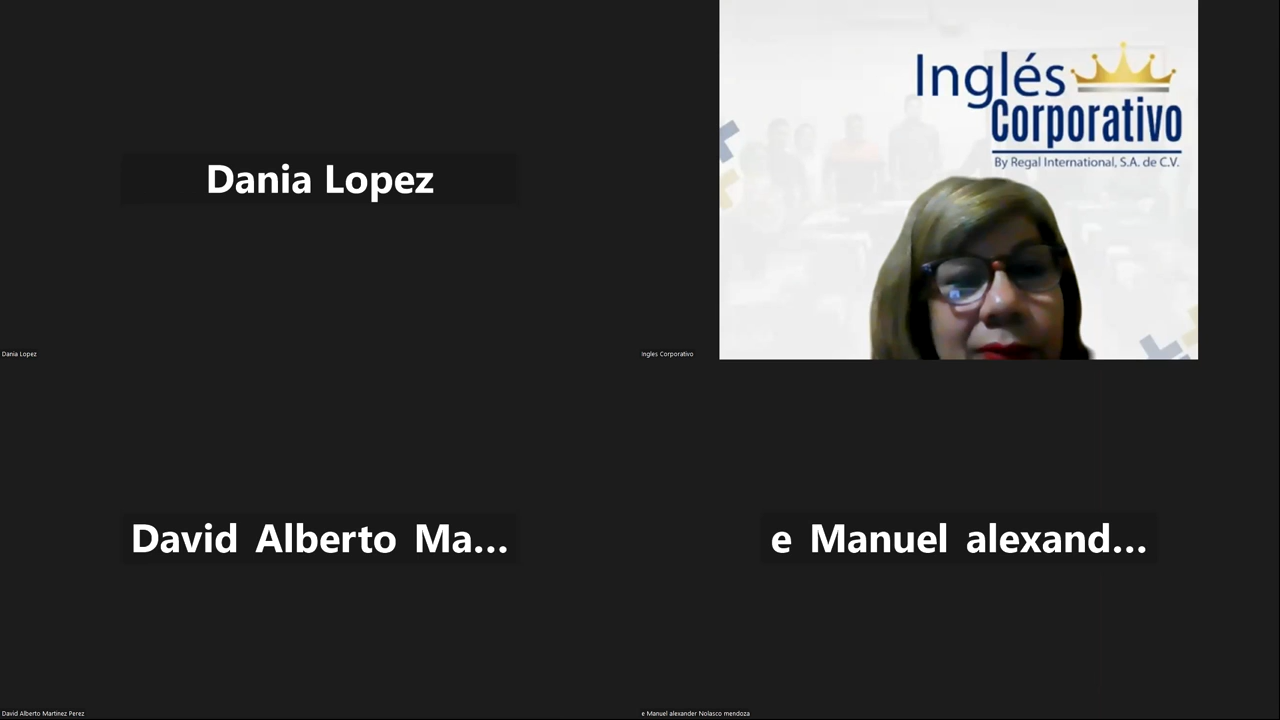 Dania Lopez
Dania Lopez
Inglés
Corporativo
By Regal International, S.A. de C.V.
Ingles Corporativo
David Alberto Ma...
David Alberto Martinez Perez
e Manuel alexand...
e Manuel alexander Nolasco mendoza